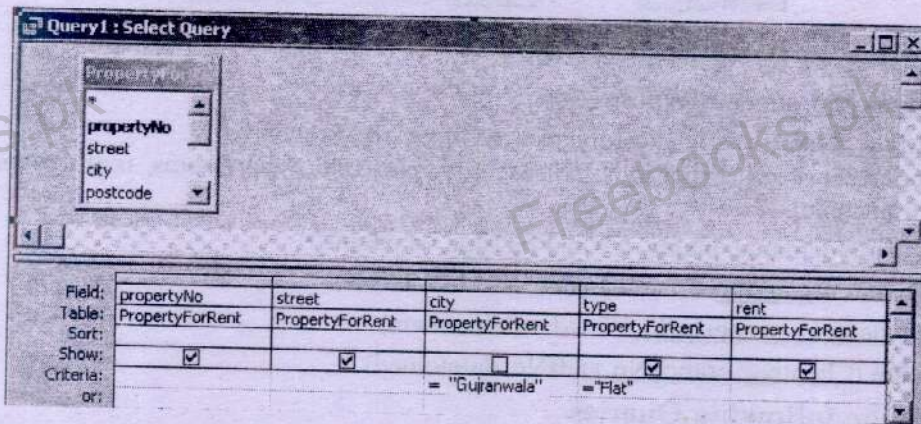 Query1 : Select Query
*
propertyNo
street
city
postcode
Freebooks.pk
Field: propertyNo street city type rent
Table: PropertyForRent PropertyForRent PropertyForRent PropertyForRent PropertyForRent
Sort:
Show:
Criteria: = "Gujranwala" ="Flat"
or: